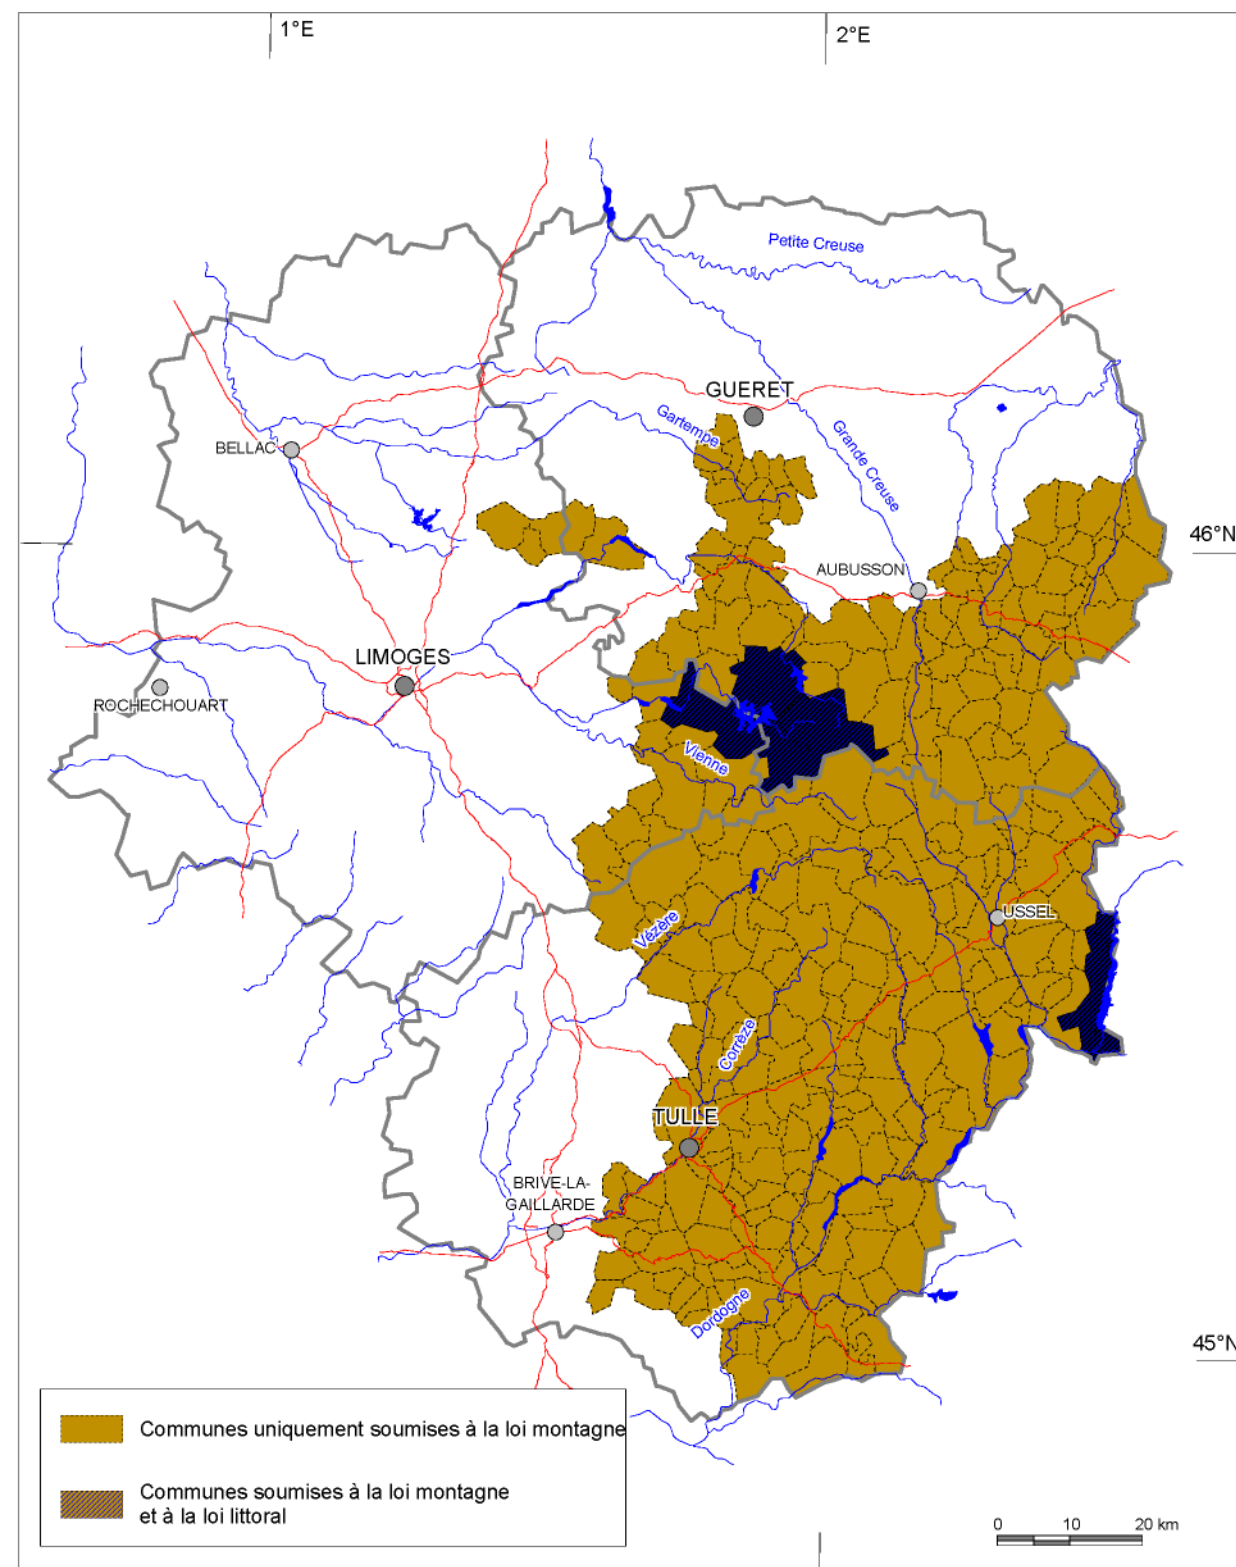 1°E
2°E
Petite Creuse
GUERET
Gartempe
Grande Creuse
BELLAC
46°N
AUBUSSON
LIMOGES
ROCHECHOUART
Vienne
USSEL
Vézère
Corrèze
TULLE
BRIVE-LA-
GAILLARDE
Dordogne
45°N
Communes uniquement soumises à la loi montagne
Communes soumises à la loi montagne
et à la loi littoral
0 10 20 km